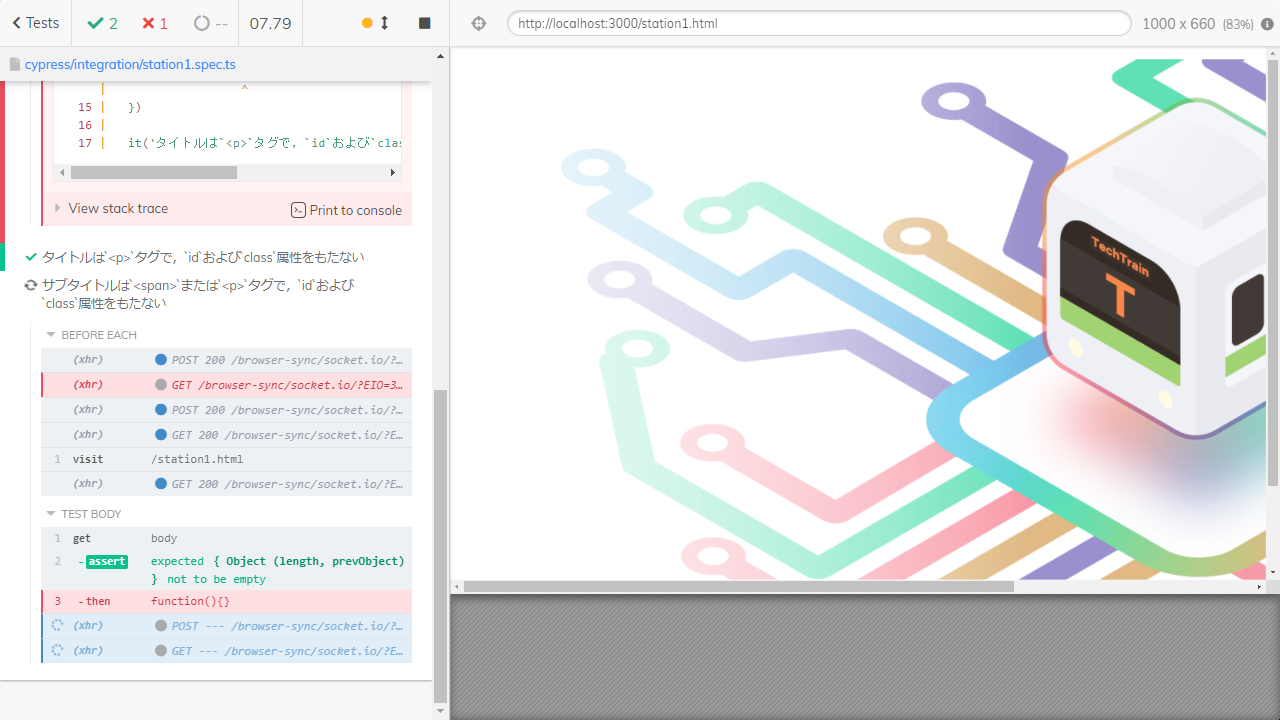 Tests
2
1
--
07.79
http://localhost:3000/station1.html
1000 x 660 (83%)
cypress/integration/station1.spec.ts
| ^
15 | })
16 |
17 | it('タイトルは`<p>`タグで，`id`および`clas
View stack trace
Print to console
タイトルは`<p>`タグで，`id`および`class`属性をもたない
サブタイトルは`<span>`または`<p>`タグで，`id`および
`class`属性をもたない
BEFORE EACH
(xhr) POST 200 /browser-sync/socket.io/?…
(xhr) GET /browser-sync/socket.io/?EIO=3…
(xhr) POST 200 /browser-sync/socket.io/?…
(xhr) GET 200 /browser-sync/socket.io/?E…
1 visit /station1.html
(xhr) GET 200 /browser-sync/socket.io/?E…
TEST BODY
1 get body
2 -assert expected { Object (length, prevObject)
} not to be empty
3 -then function(){}
(xhr) POST --- /browser-sync/socket.io/?…
(xhr) GET --- /browser-sync/socket.io/?E…
TechTrain
T